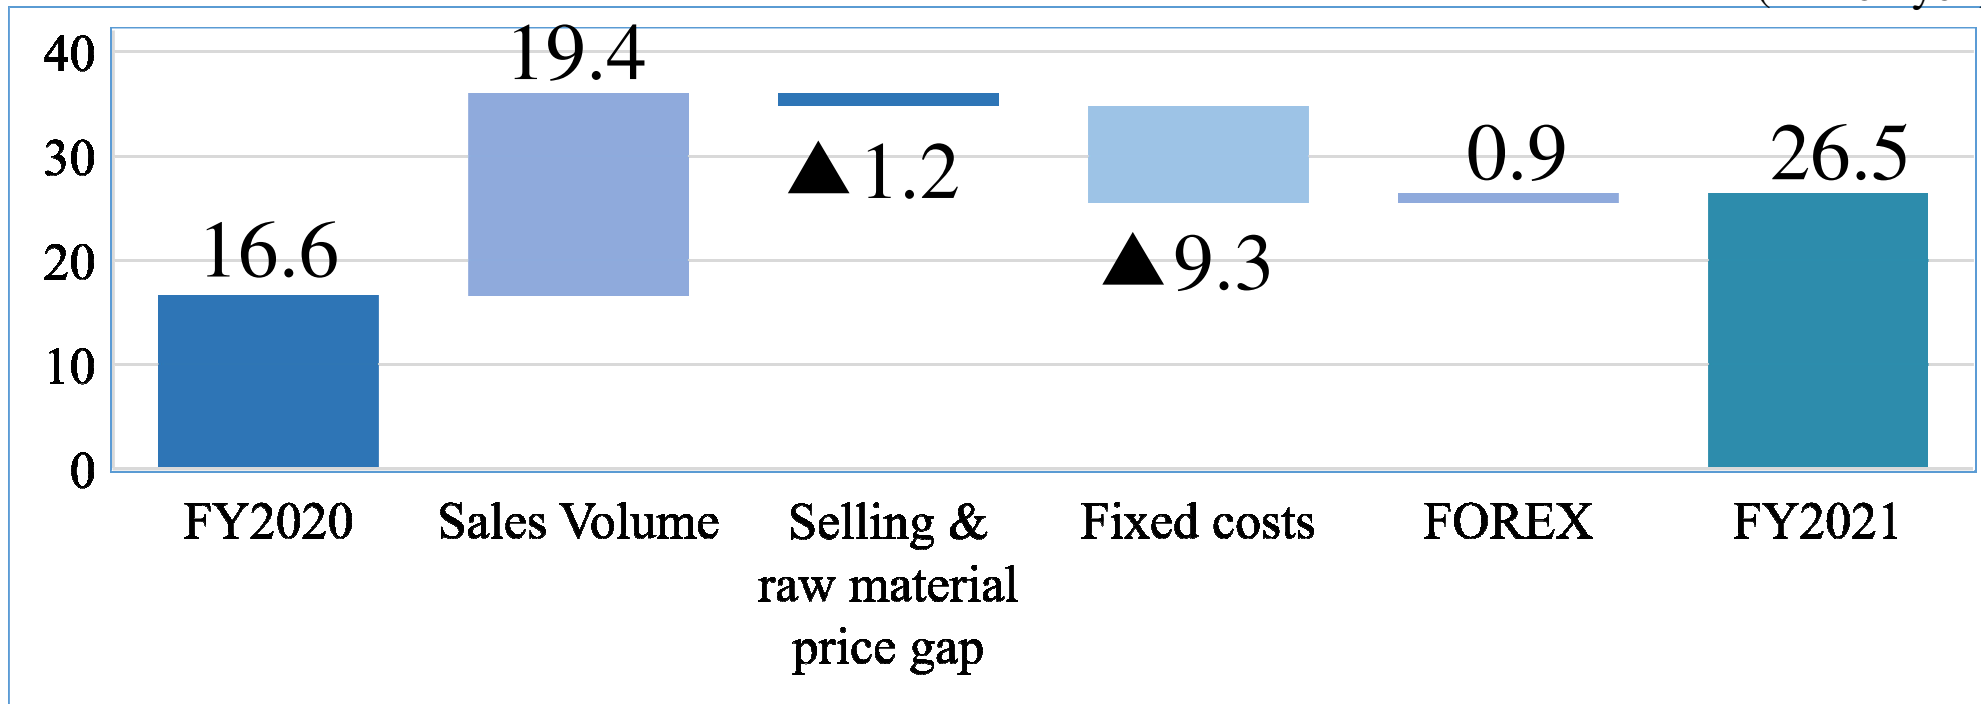 40
30
20
10
0
16.6
19.4
▲1.2
▲9.3
0.9
26.5
FY2020
Sales Volume
Selling &
raw material
price gap
Fixed costs
FOREX
FY2021